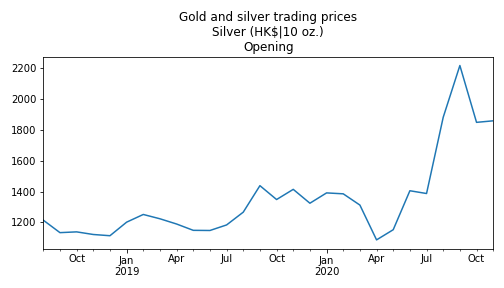 Gold and silver trading prices
Silver (HK$|10 oz.)
Opening
2200
2000
1800
1600
1400
1200
Oct
Jan
2019
Apr
Jul
Oct
Jan
2020
Apr
Jul
Oct